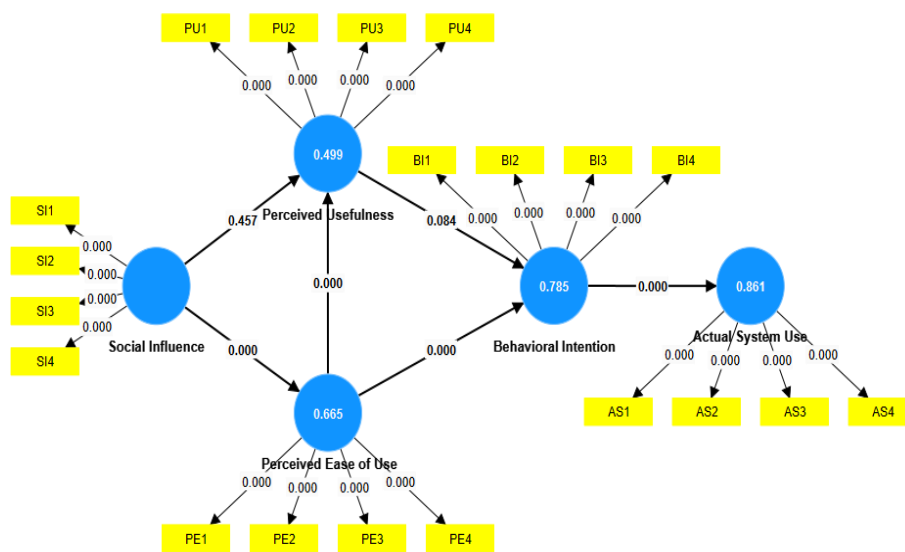 PU1 PU2 PU3 PU4
0.000 0.000 0.000 0.000
0.499
Perceived Usefulness
BI1 BI2 BI3 BI4
0.000 0.000 0.000 0.000
SI1
SI2
SI3
SI4
0.000
0.000
0.000
0.000
Social Influence
0.457
0.084
0.000
0.000
0.000
0.785
Behavioral Intention
0.000
0.861
Actual System Use
0.000 0.000 0.000 0.000
AS1 AS2 AS3 AS4
0.665
Perceived Ease of Use
0.000 0.000 0.000 0.000
PE1 PE2 PE3 PE4